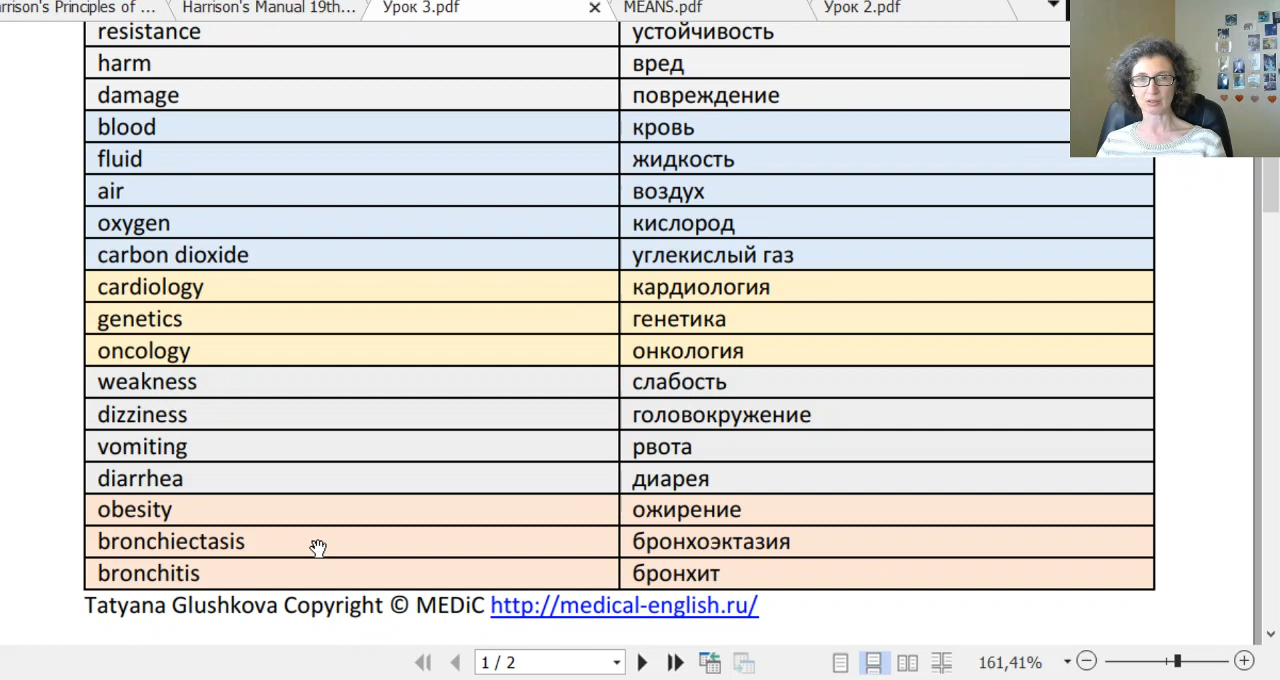 rrison's Principles of ... Harrison's Manual 19th... Урок 3.pdf MEANS.pdf Урок 2.pdf
resistance устойчивость
harm вред
damage повреждение
blood кровь
fluid жидкость
air воздух
oxygen кислород
carbon dioxide углекислый газ
cardiology кардиология
genetics генетика
oncology онкология
weakness слабость
dizziness головокружение
vomiting рвота
diarrhea диарея
obesity ожирение
bronchiectasis бронхоэктазия
bronchitis бронхит
Tatyana Glushkova Copyright © MEDiC http://medical-english.ru/
1 / 2 161,41%